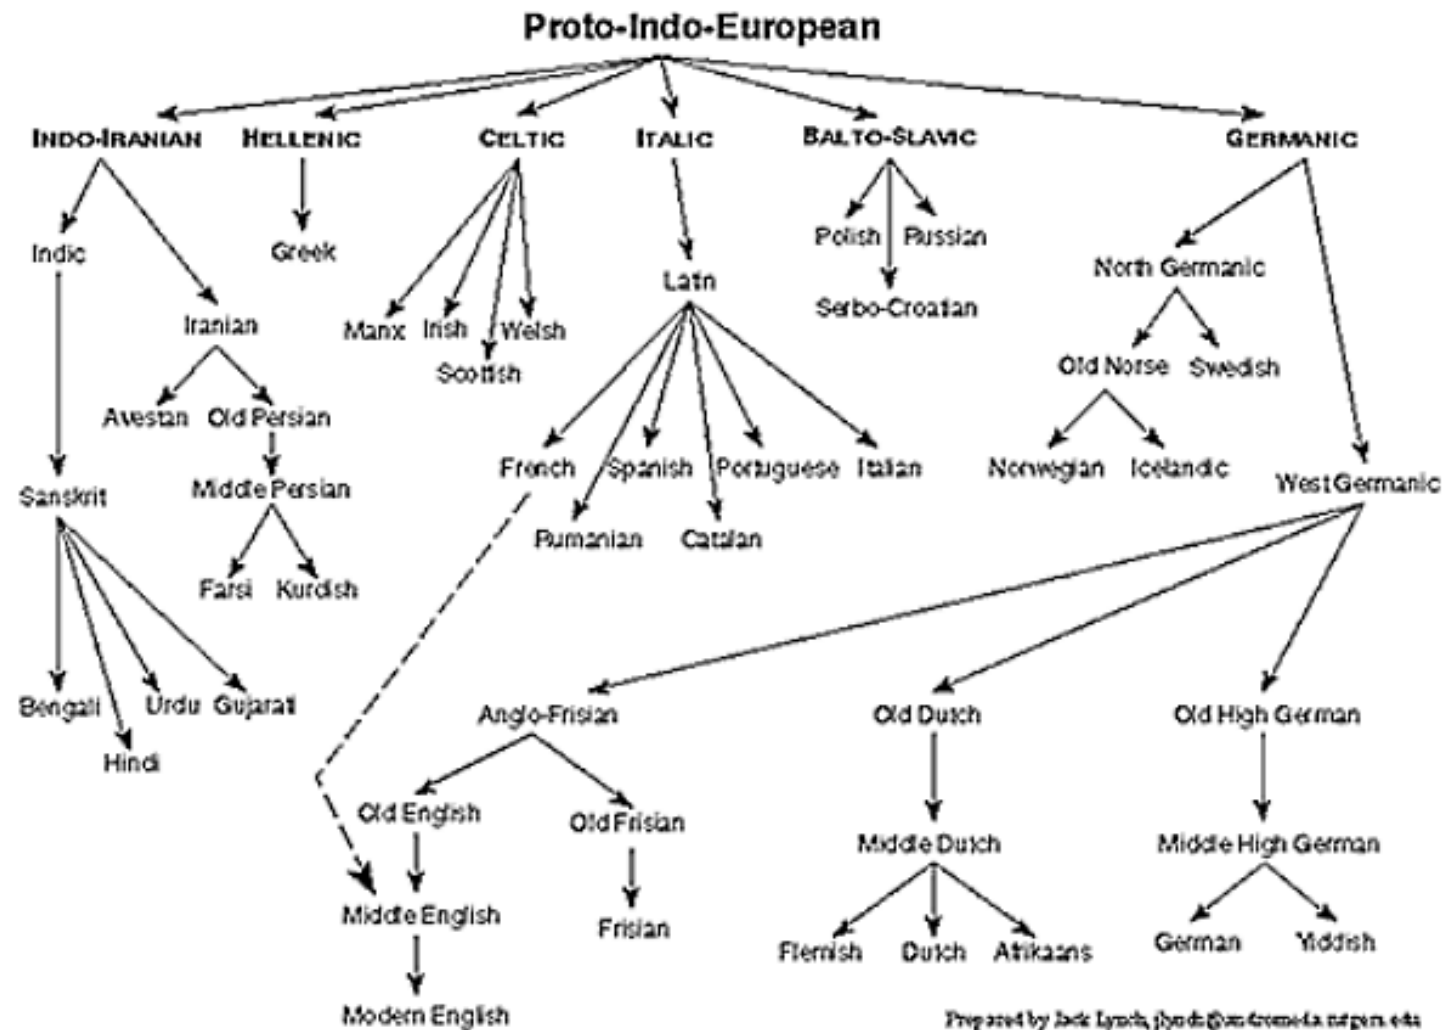 Proto-Indo-European
INDO-IRANIAN HELLENIC CELTIC ITALIC BALTO-SLAVIC GERMANIC
Indic Greek Polish Russian
North Germanic
Latin
Iranian Manx Irish Welsh Serbo-Croatian
Scottish Old Norse Swedish
Avestan Old Persian
French Spanish Portuguese Italian Norwegian Icelandic
Sanskrit Middle Persian West Germanic
Rumanian Catalan
Farsi Kurdish
Bengali Urdu Gujarati Anglo-Frisian Old Dutch Old High German
Hindi
Old English Old Frisian
Middle Dutch Middle High German
Middle English Frisian
Flemish Dutch Afrikaans German Yiddish
Modern English
Prepared by Jack Lynch, jlynch@andromeda.rutgers.edu